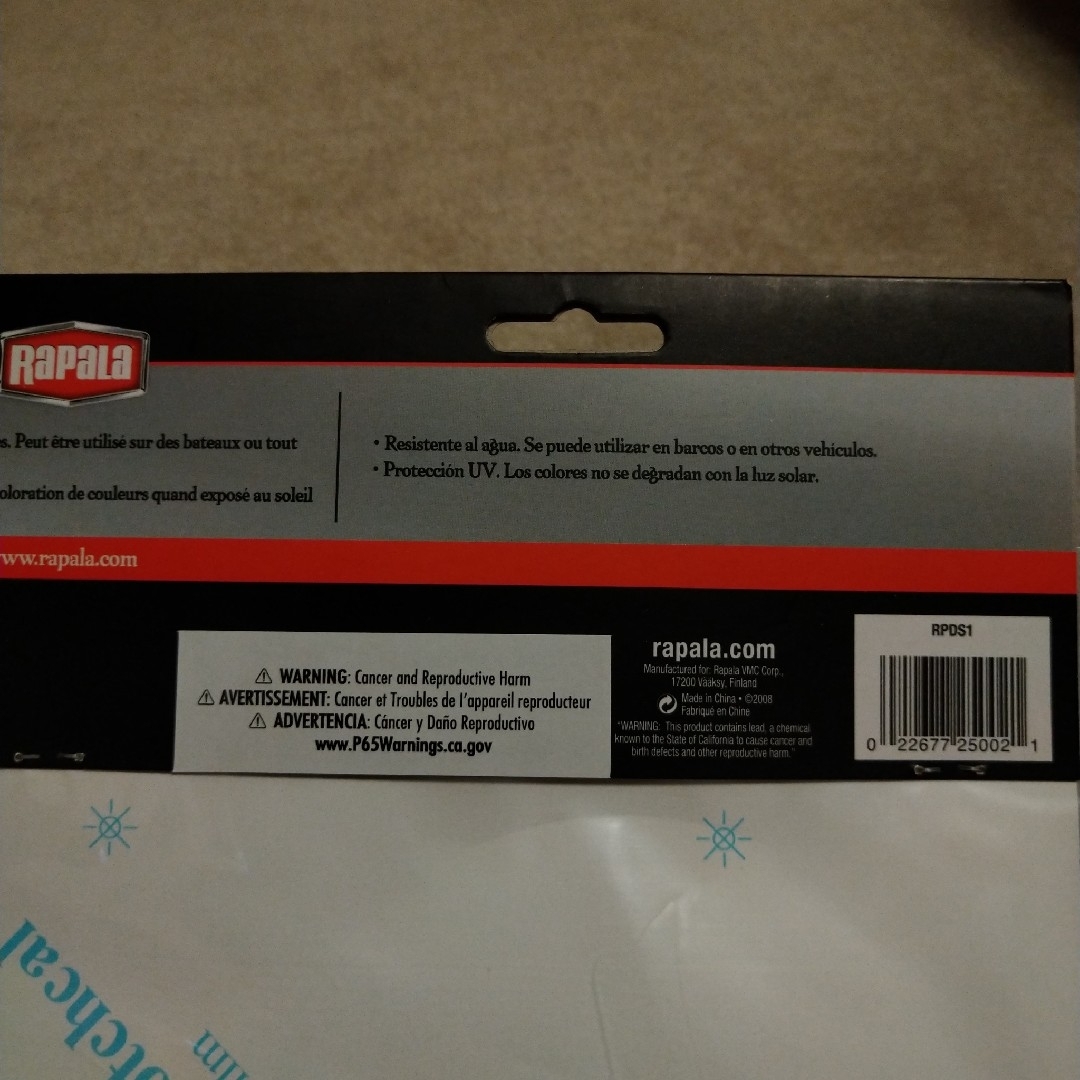 RAPALA
s. Peut être utilisé sur des bateaux ou tout
oloration de couleurs quand exposé au soleil
• Resistente al agua. Se puede utilizar en barcos o en otros vehículos.
• Protección UV. Los colores no se degradan con la luz solar.
ww.rapala.com
⚠ WARNING: Cancer and Reproductive Harm
⚠ AVERTISSEMENT: Cancer et Troubles de l'appareil reproducteur
⚠ ADVERTENCIA: Cáncer y Daño Reproductivo
www.P65Warnings.ca.gov
rapala.com
Manufactured for: Rapala VMC Corp.,
17200 Vääksy, Finland
Made in China • ©2008
Fabriqué en Chine
"WARNING: This product contains lead, a chemical
known to the State of California to cause cancer and
birth defects and other reproductive harm."
RPDS1
0 22677 25002 1
otchcal
lm